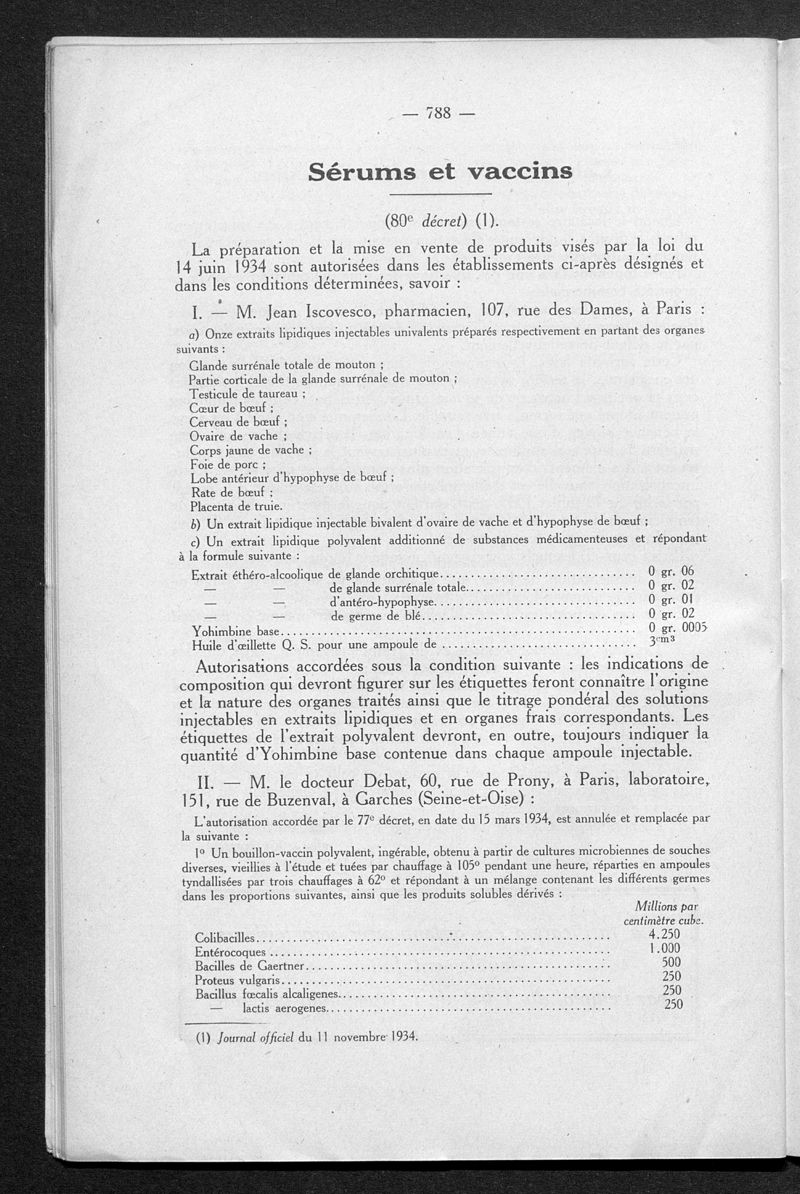 — 788 —
Sérums et vaccins
(80e décret) (1).
La préparation et la mise en vente de produits visés par la loi du
14 juin 1934 sont autorisées dans les établissements ci-après désignés et
dans les conditions déterminées, savoir :
I. — M. Jean Iscovesco, pharmacien, 107, rue des Dames, à Paris :
a) Onze extraits lipidiques injectables univalents préparés respectivement en partant des organes
suivants :
Glande surrénale totale de mouton ;
Partie corticale de la glande surrénale de mouton ;
Testicule de taureau ;
Cœur de bœuf ;
Cerveau de bœuf ;
Ovaire de vache ;
Corps jaune de vache ;
Foie de porc ;
Lobe antérieur d'hypophyse de bœuf ;
Rate de bœuf ;
Placenta de truie.
b) Un extrait lipidique injectable bivalent d'ovaire de vache et d'hypophyse de bœuf ;
c) Un extrait lipidique polyvalent additionné de substances médicamenteuses et répondant
à la formule suivante :
Extrait éthéro-alcoolique de glande orchitique................................ 0 gr. 06
— — de glande surrénale totale............................ 0 gr. 02
— — d'antéro-hypophyse.................................. 0 gr. 01
— — de germe de blé.................................... 0 gr. 02
Yohimbine base........................................................... 0 gr. 0005
Huile d'œillette Q. S. pour une ampoule de ................................ 3cm3
Autorisations accordées sous la condition suivante : les indications de
composition qui devront figurer sur les étiquettes feront connaître l'origine
et la nature des organes traités ainsi que le titrage pondéral des solutions
injectables en extraits lipidiques et en organes frais correspondants. Les
étiquettes de l'extrait polyvalent devront, en outre, toujours indiquer la
quantité d'Yohimbine base contenue dans chaque ampoule injectable.
II. — M. le docteur Debat, 60, rue de Prony, à Paris, laboratoire,
151, rue de Buzenval, à Garches (Seine-et-Oise) :
L'autorisation accordée par le 77e décret, en date du 15 mars 1934, est annulée et remplacée par
la suivante :
1o Un bouillon-vaccin polyvalent, ingérable, obtenu à partir de cultures microbiennes de souches
diverses, vieillies à l'étude et tuées par chauffage à 105o pendant une heure, réparties en ampoules
tyndallisées par trois chauffages à 62o et répondant à un mélange contenant les différents germes
dans les proportions suivantes, ainsi que les produits solubles dérivés :
Millions par
centimètre cube.
Colibacilles.......................................................... 4.250
Entérocoques ........................................................ 1.000
Bacilles de Gaertner.................................................. 500
Proteus vulgaris...................................................... 250
Bacillus fœcalis alcaligenes............................................ 250
— lactis aerogenes............................................... 250
(1) Journal officiel du 11 novembre 1934.